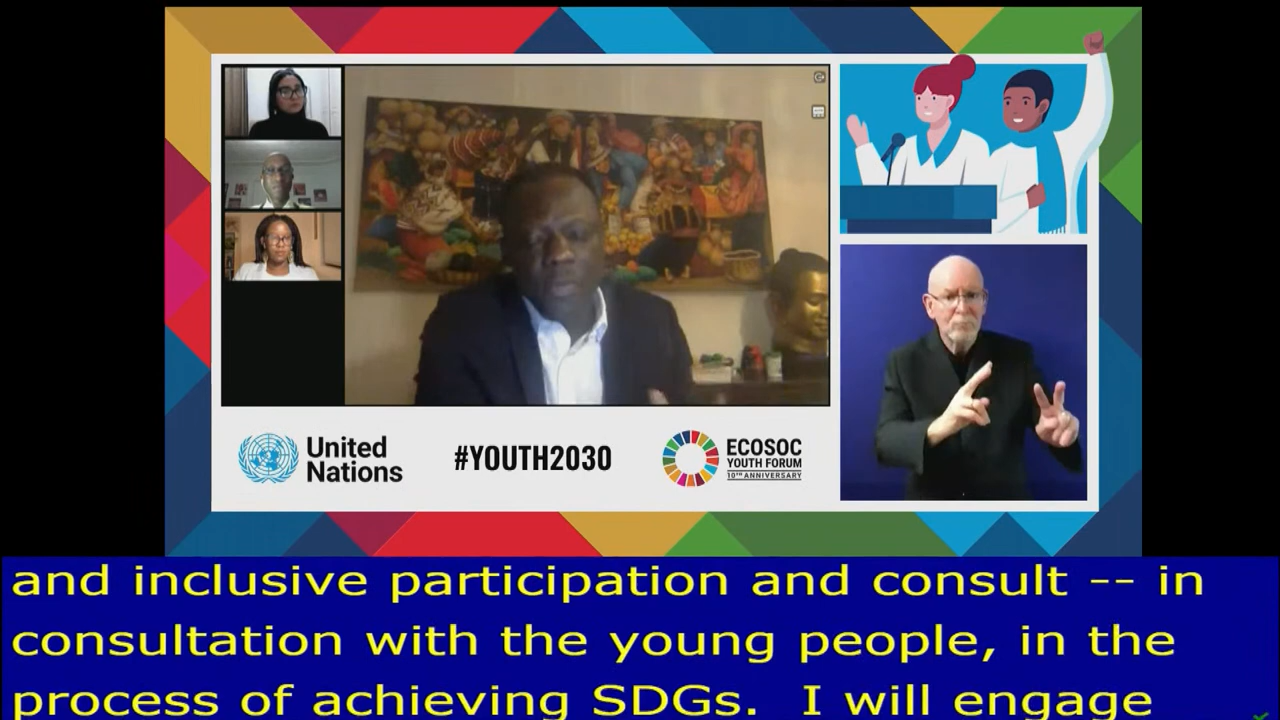 United
Nations
#YOUTH2030
ECOSOC
YOUTH FORUM
10TH ANNIVERSARY
and inclusive participation and consult -- in
consultation with the young people, in the
process of achieving SDGs.  I will engage